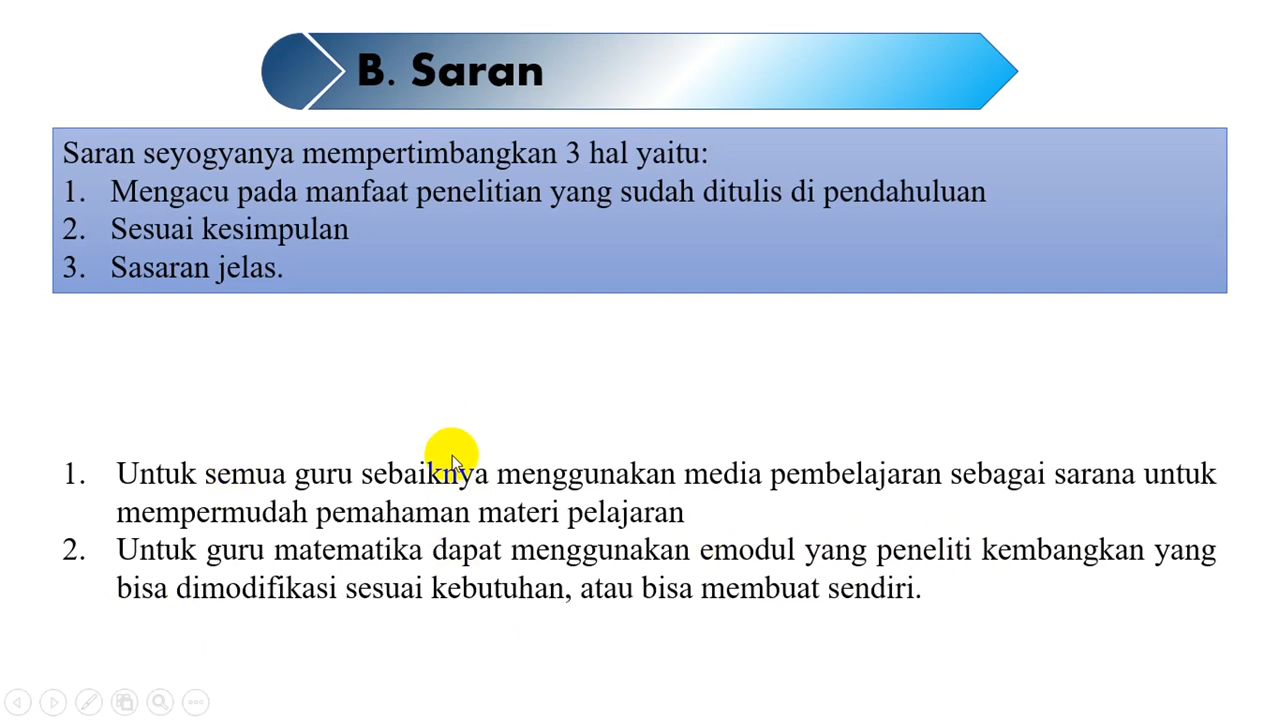 B. Saran
Saran seyogyanya mempertimbangkan 3 hal yaitu:
1. Mengacu pada manfaat penelitian yang sudah ditulis di pendahuluan
2. Sesuai kesimpulan
3. Sasaran jelas.
1. Untuk semua guru sebaiknya menggunakan media pembelajaran sebagai sarana untuk
mempermudah pemahaman materi pelajaran
2. Untuk guru matematika dapat menggunakan emodul yang peneliti kembangkan yang
bisa dimodifikasi sesuai kebutuhan, atau bisa membuat sendiri.